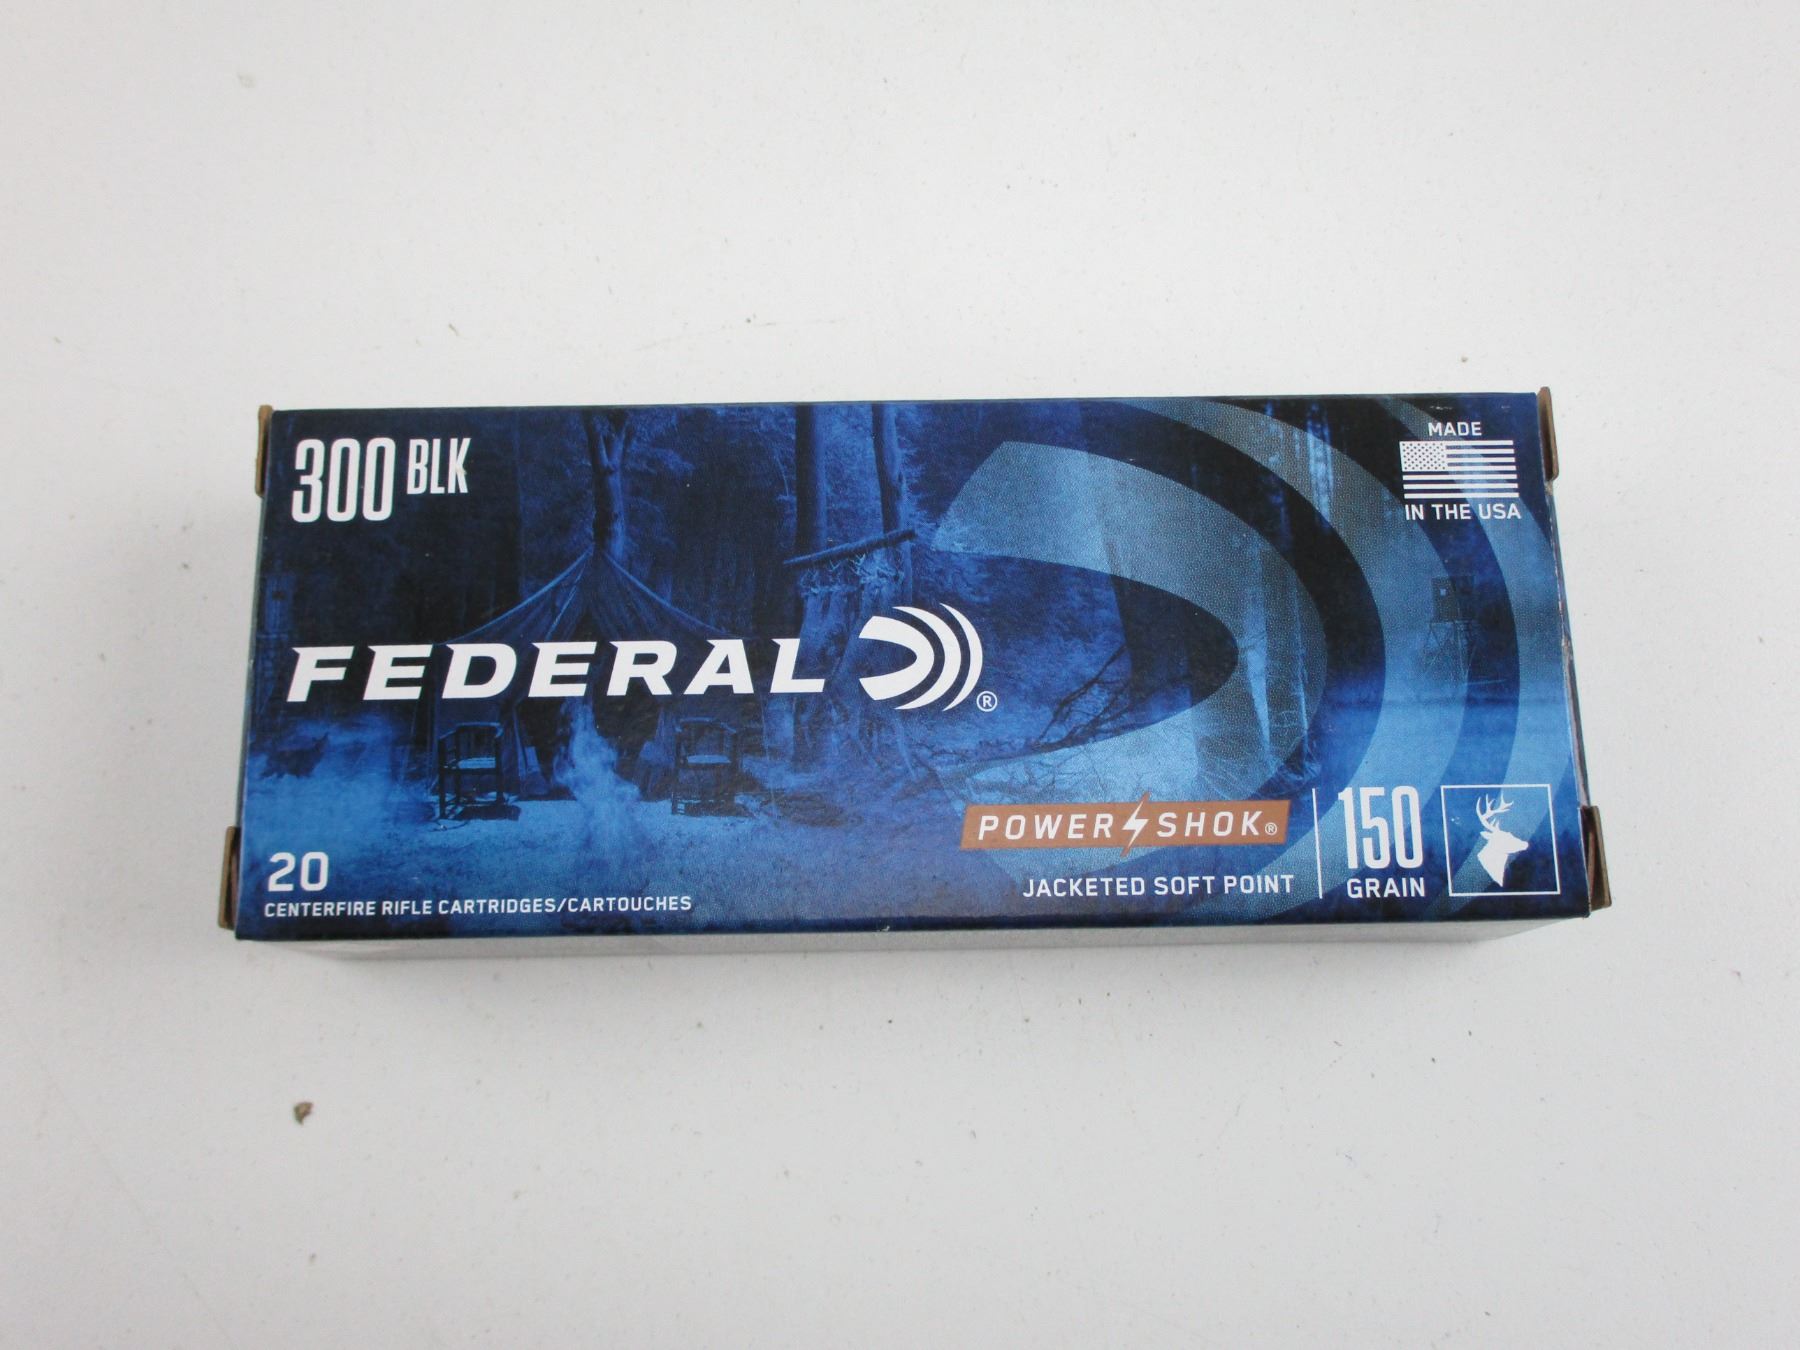 300 BLK
MADE
IN THE USA
FEDERAL®
POWER SHOK®
JACKETED SOFT POINT
150
GRAIN
20
CENTERFIRE RIFLE CARTRIDGES/CARTOUCHES